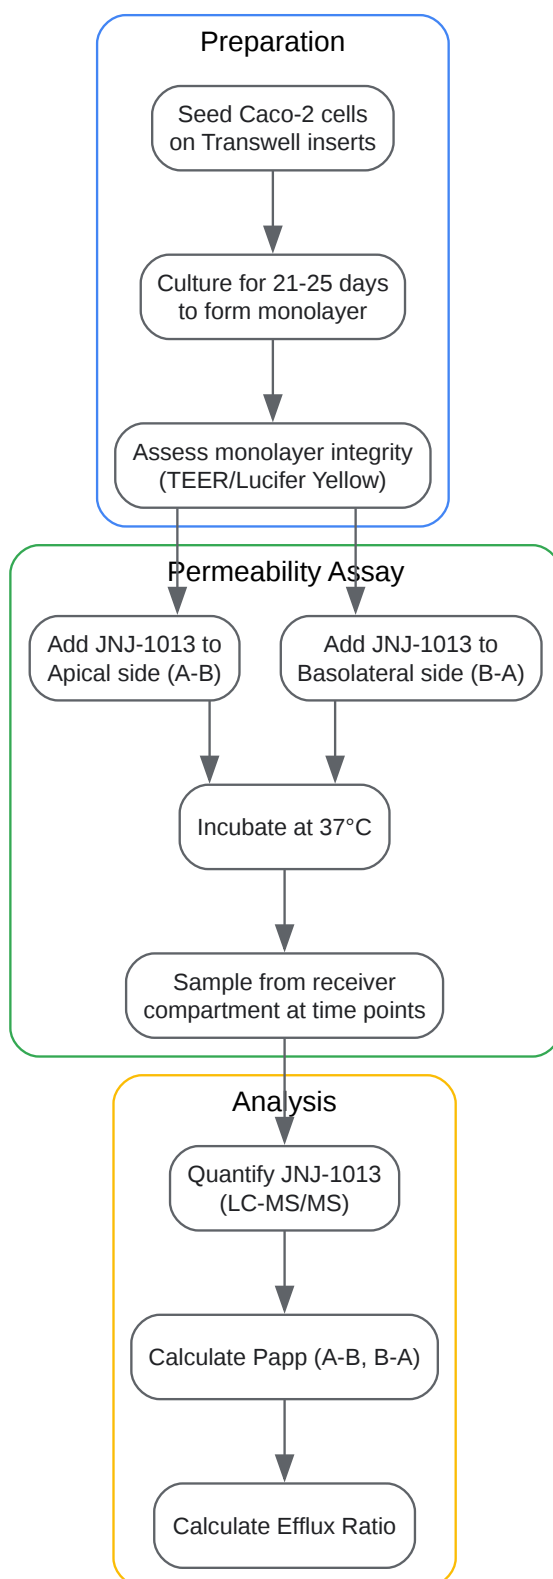 Preparation
Seed Caco-2 cells
on Transwell inserts
Culture for 21-25 days
to form monolayer
Assess monolayer integrity
(TEER/Lucifer Yellow)
Permeability Assay
Add JNJ-1013 to
Apical side (A-B)
Add JNJ-1013 to
Basolateral side (B-A)
Incubate at 37°C
Sample from receiver
compartment at time points
Analysis
Quantify JNJ-1013
(LC-MS/MS)
Calculate Papp (A-B, B-A)
Calculate Efflux Ratio